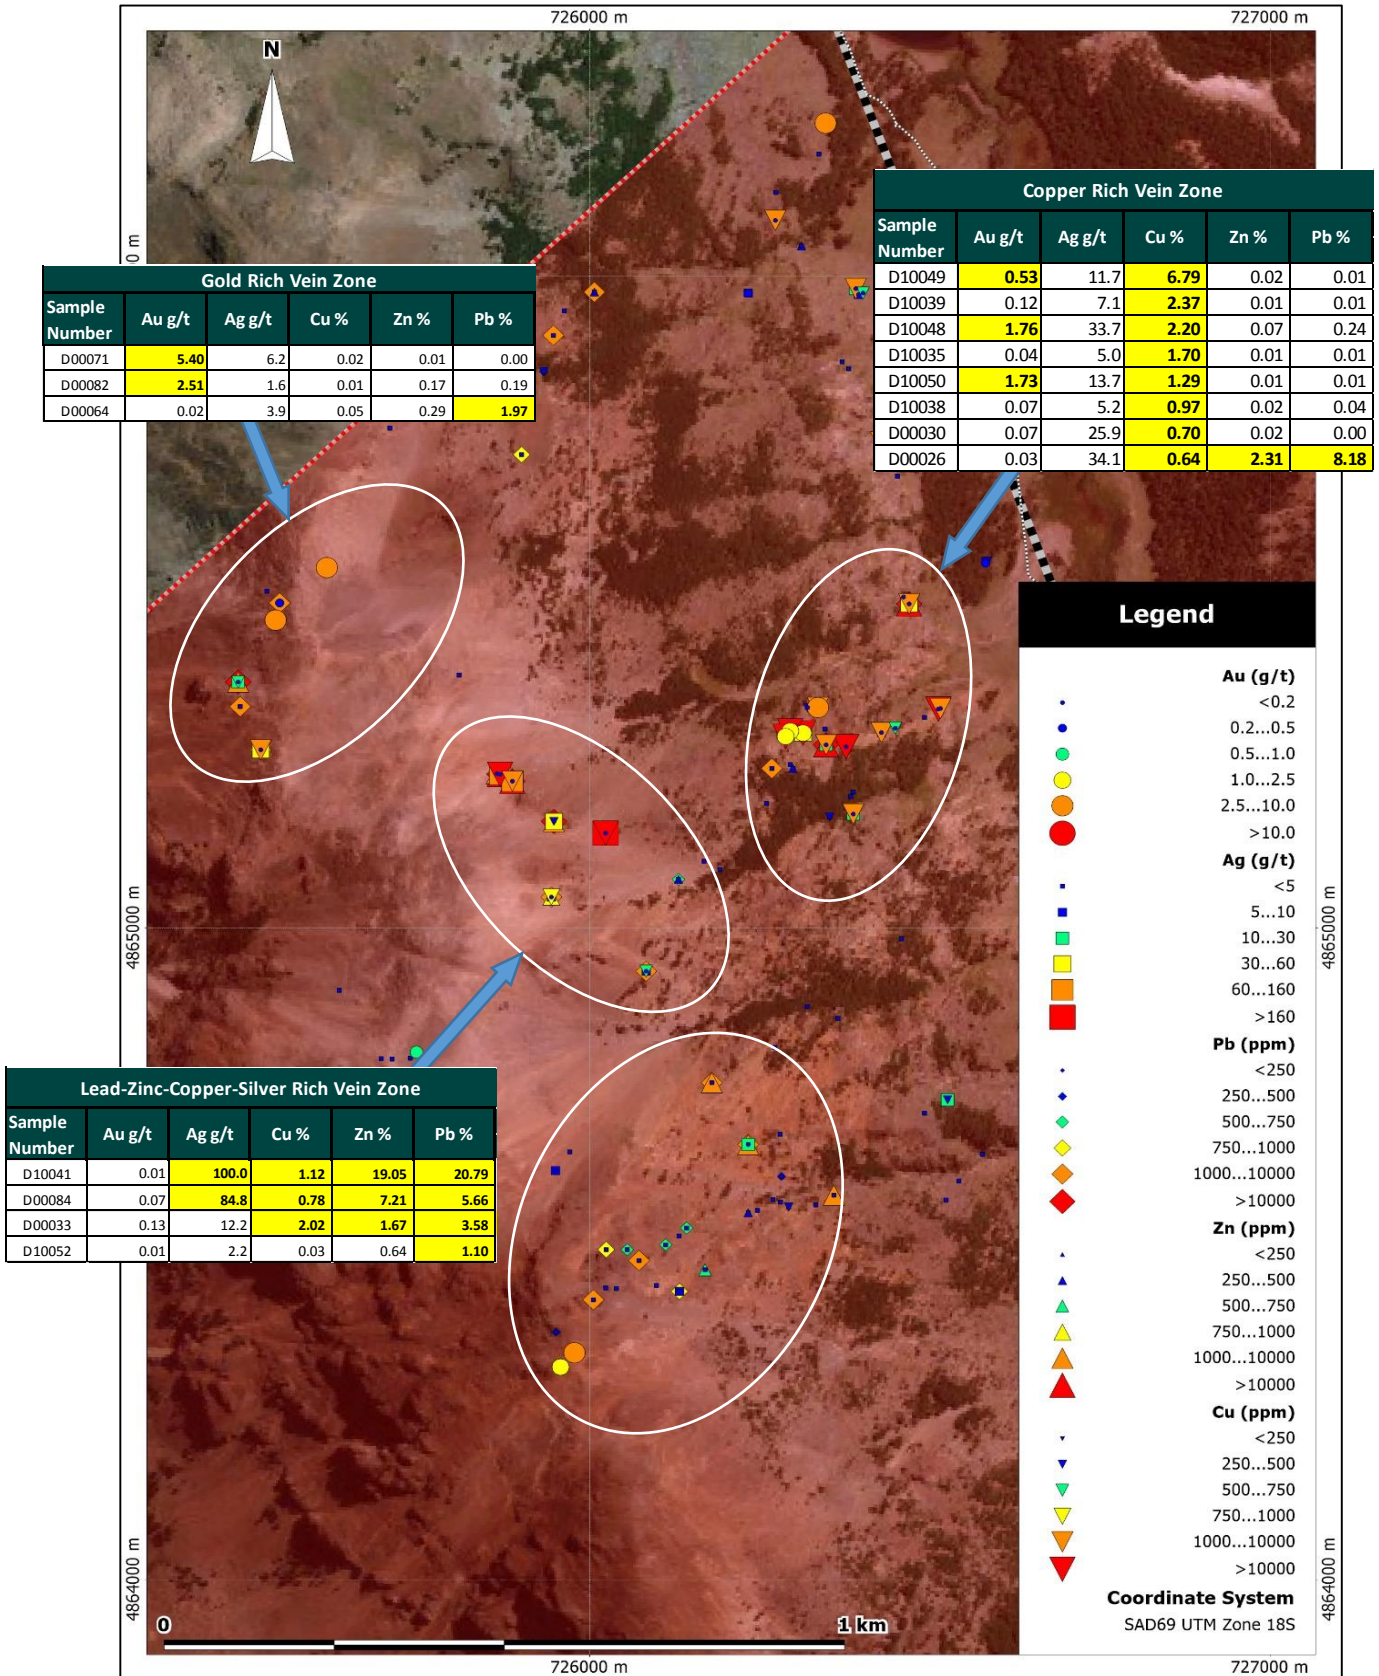 726000 m
727000 m
N
0 m
Copper Rich Vein Zone
Sample Number Au g/t Ag g/t Cu % Zn % Pb %
D10049 0.53 11.7 6.79 0.02 0.01
D10039 0.12 7.1 2.37 0.01 0.01
D10048 1.76 33.7 2.20 0.07 0.24
D10035 0.04 5.0 1.70 0.01 0.01
D10050 1.73 13.7 1.29 0.01 0.01
D10038 0.07 5.2 0.97 0.02 0.04
D00030 0.07 25.9 0.70 0.02 0.00
D00026 0.03 34.1 0.64 2.31 8.18
Gold Rich Vein Zone
Sample Number Au g/t Ag g/t Cu % Zn % Pb %
D00071 5.40 6.2 0.02 0.01 0.00
D00082 2.51 1.6 0.01 0.17 0.19
D00064 0.02 3.9 0.05 0.29 1.97
Legend
Au (g/t)
<0.2
0.2...0.5
0.5...1.0
1.0...2.5
2.5...10.0
>10.0
Ag (g/t)
<5
5...10
10...30
30...60
60...160
>160
Pb (ppm)
<250
250...500
500...750
750...1000
1000...10000
>10000
Zn (ppm)
<250
250...500
500...750
750...1000
1000...10000
>10000
Cu (ppm)
<250
250...500
500...750
750...1000
1000...10000
>10000
Coordinate System
SAD69 UTM Zone 18S
4865000 m
4865000 m
Lead-Zinc-Copper-Silver Rich Vein Zone
Sample Number Au g/t Ag g/t Cu % Zn % Pb %
D10041 0.01 100.0 1.12 19.05 20.79
D00084 0.07 84.8 0.78 7.21 5.66
D00033 0.13 12.2 2.02 1.67 3.58
D10052 0.01 2.2 0.03 0.64 1.10
4864000 m
4864000 m
0
1 km
726000 m
727000 m